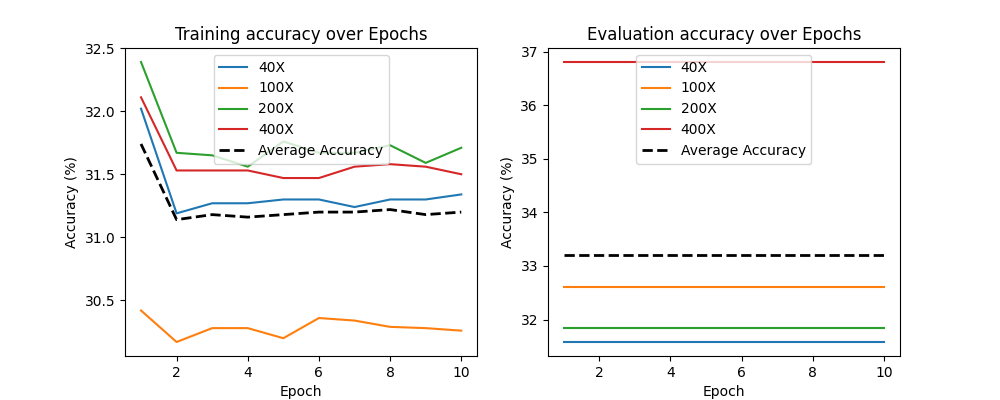 Training accuracy over Epochs
32.5
32.0
31.5
31.0
30.5
Accuracy (%)
40X
100X
200X
400X
Average Accuracy
2
4
6
8
10
Epoch
Evaluation accuracy over Epochs
37
36
35
34
33
32
Accuracy (%)
40X
100X
200X
400X
Average Accuracy
2
4
6
8
10
Epoch